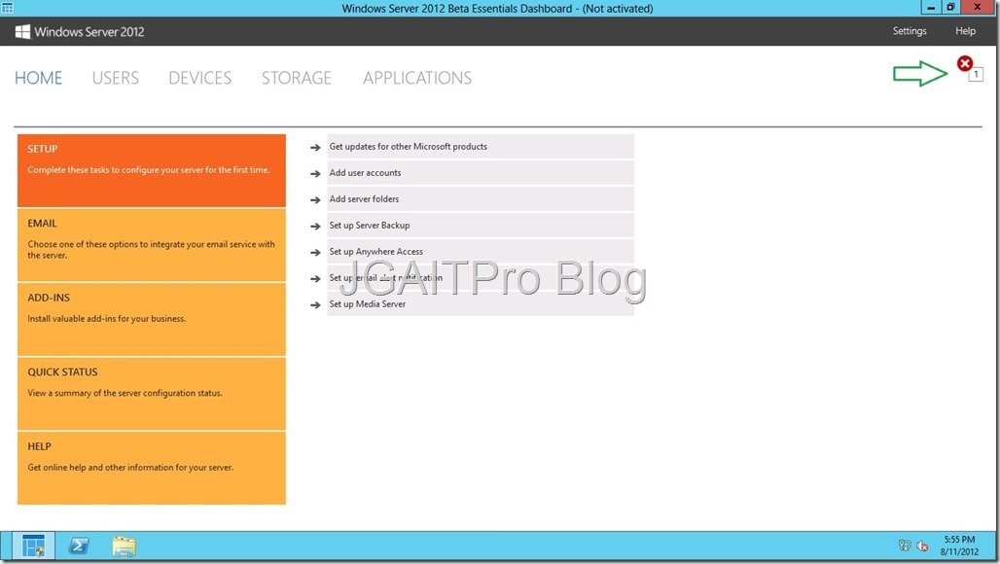 Windows Server 2012 Beta Essentials Dashboard - (Not activated)
Windows Server 2012
Settings
Help
HOME
USERS
DEVICES
STORAGE
APPLICATIONS
1
SETUP
Complete these tasks to configure your server for the first time.
EMAIL
Choose one of these options to integrate your email service with
the server.
ADD-INS
Install valuable add-ins for your business.
QUICK STATUS
View a summary of the server configuration status.
HELP
Get online help and other information for your server.
Get updates for other Microsoft products
Add user accounts
Add server folders
Set up Server Backup
Set up Anywhere Access
Set up email alert notification
Set up Media Server
JGAITPro Blog
5:55 PM
8/11/2012